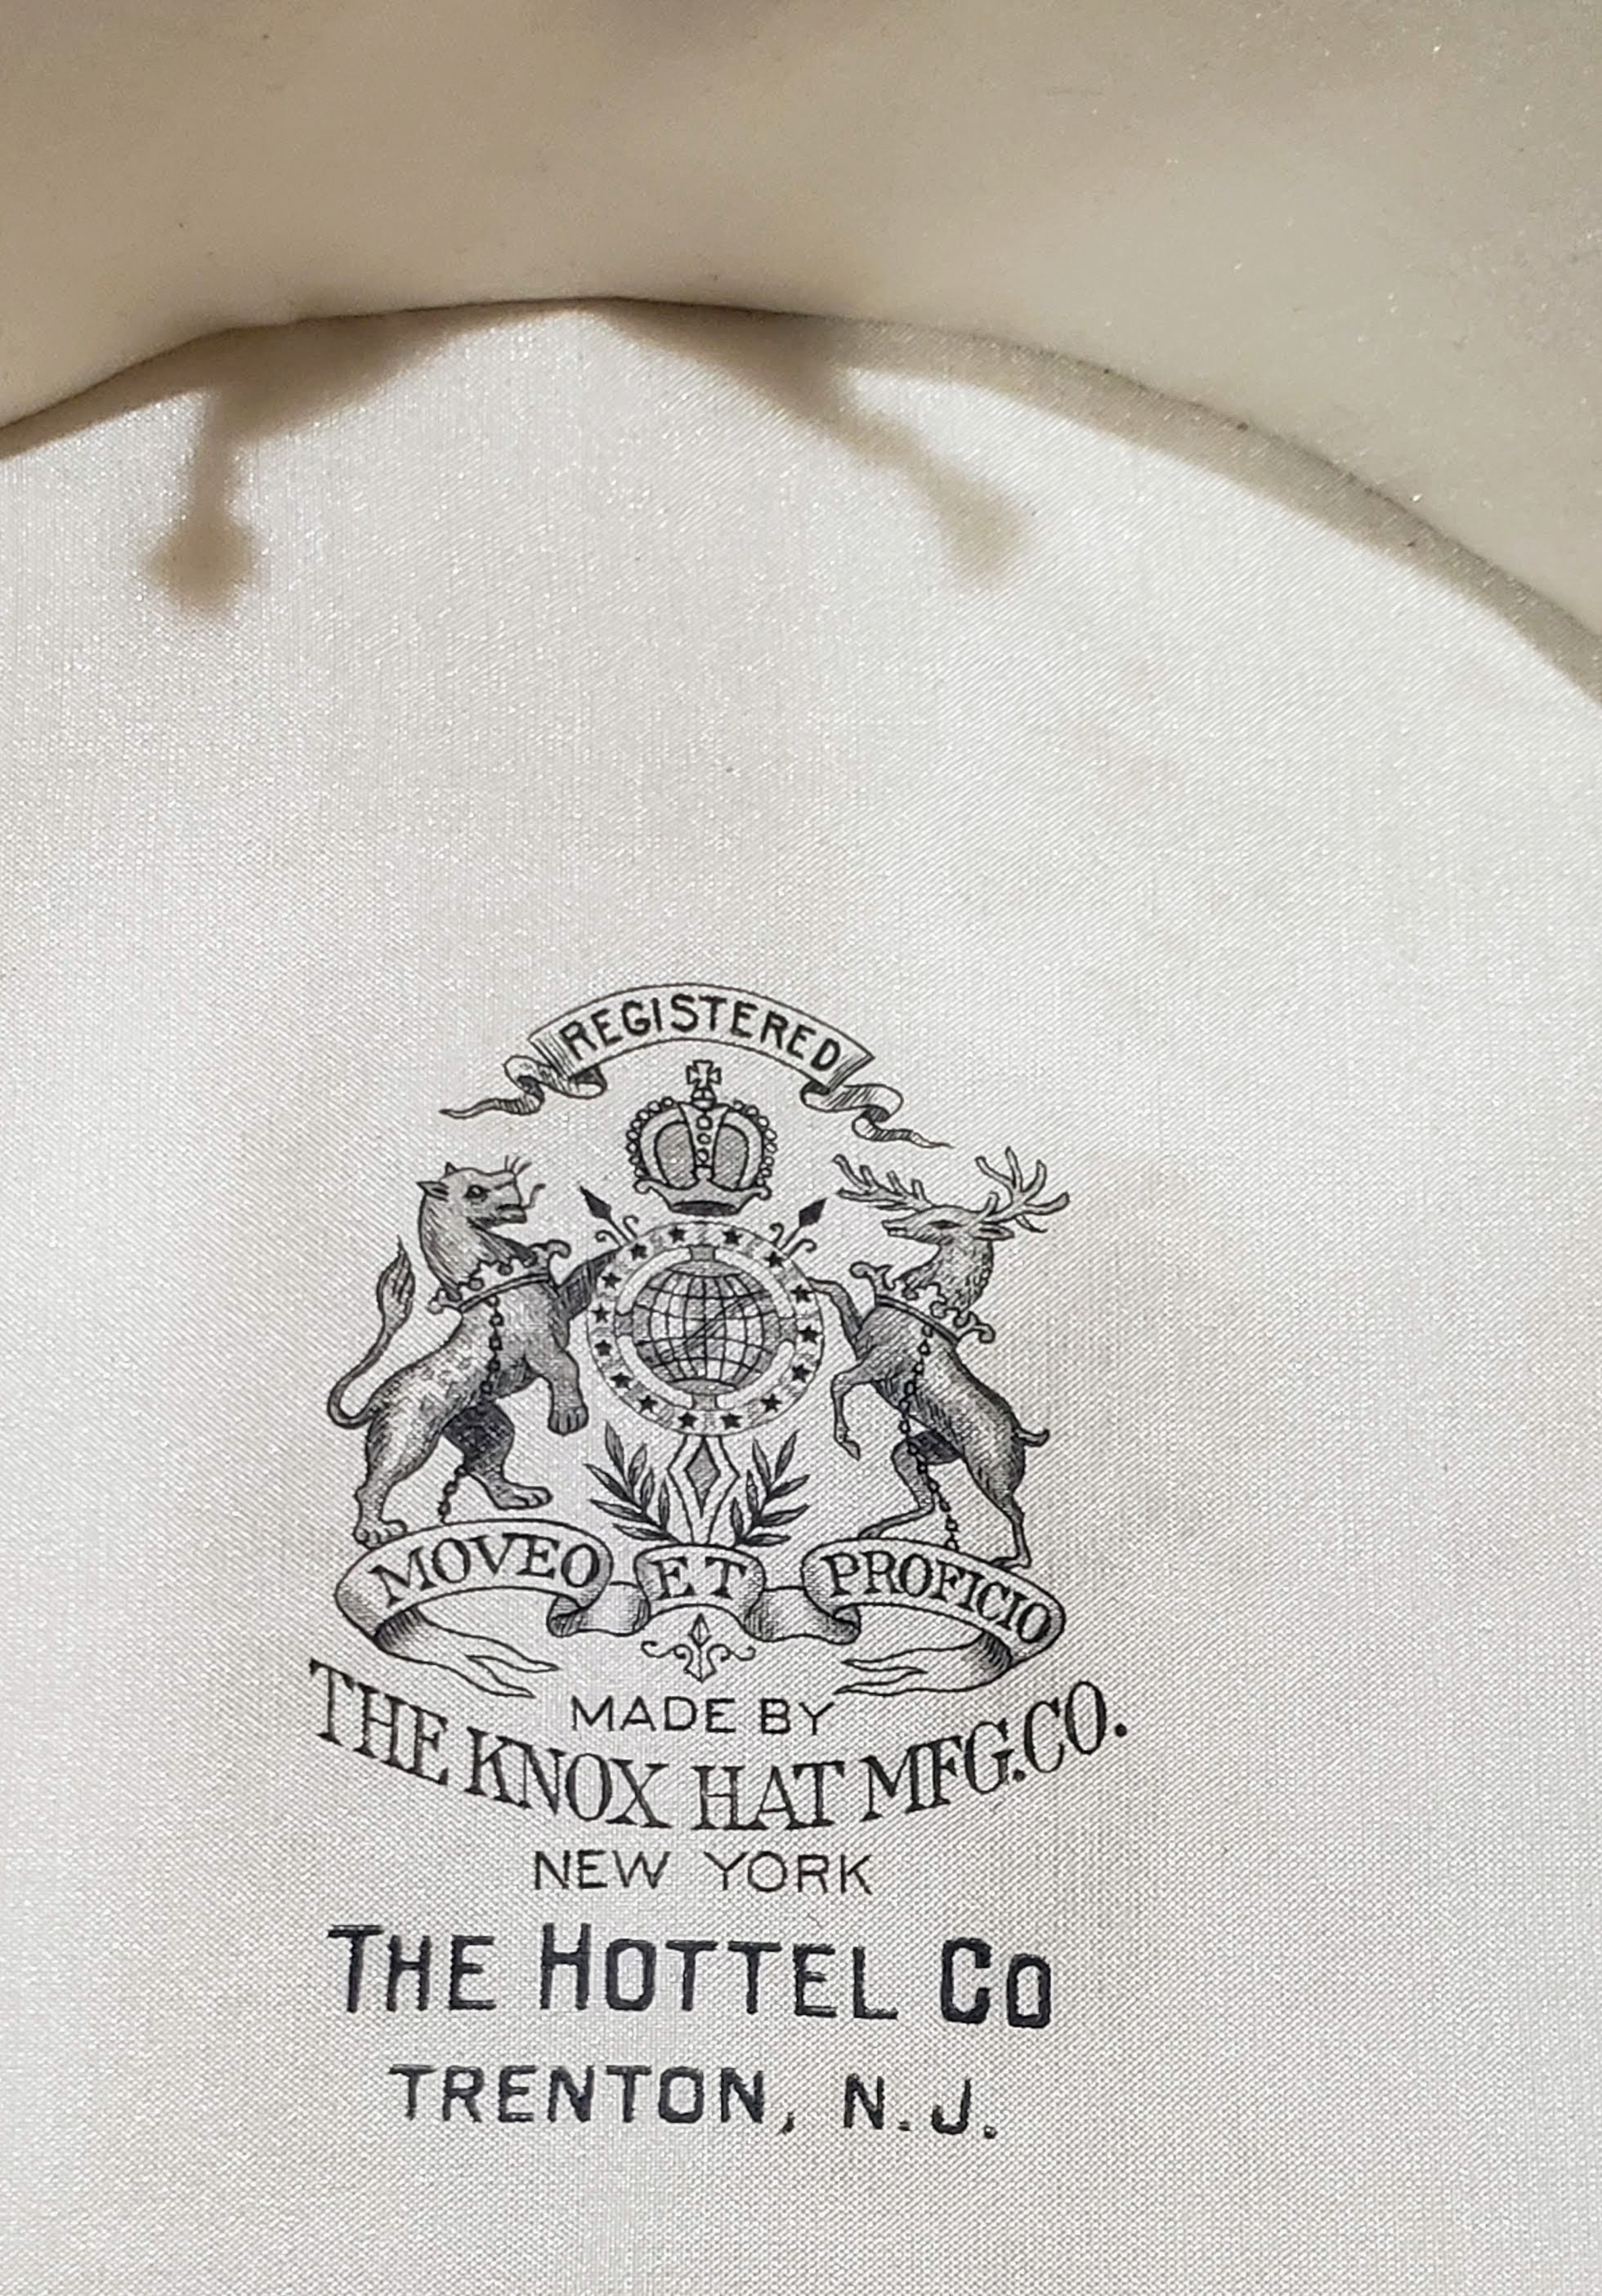 REGISTERED
MOVEO ET PROFICIO
MADE BY
THE KNOX HAT MFG.CO.
NEW YORK
THE HOTTEL CO
TRENTON, N.J.